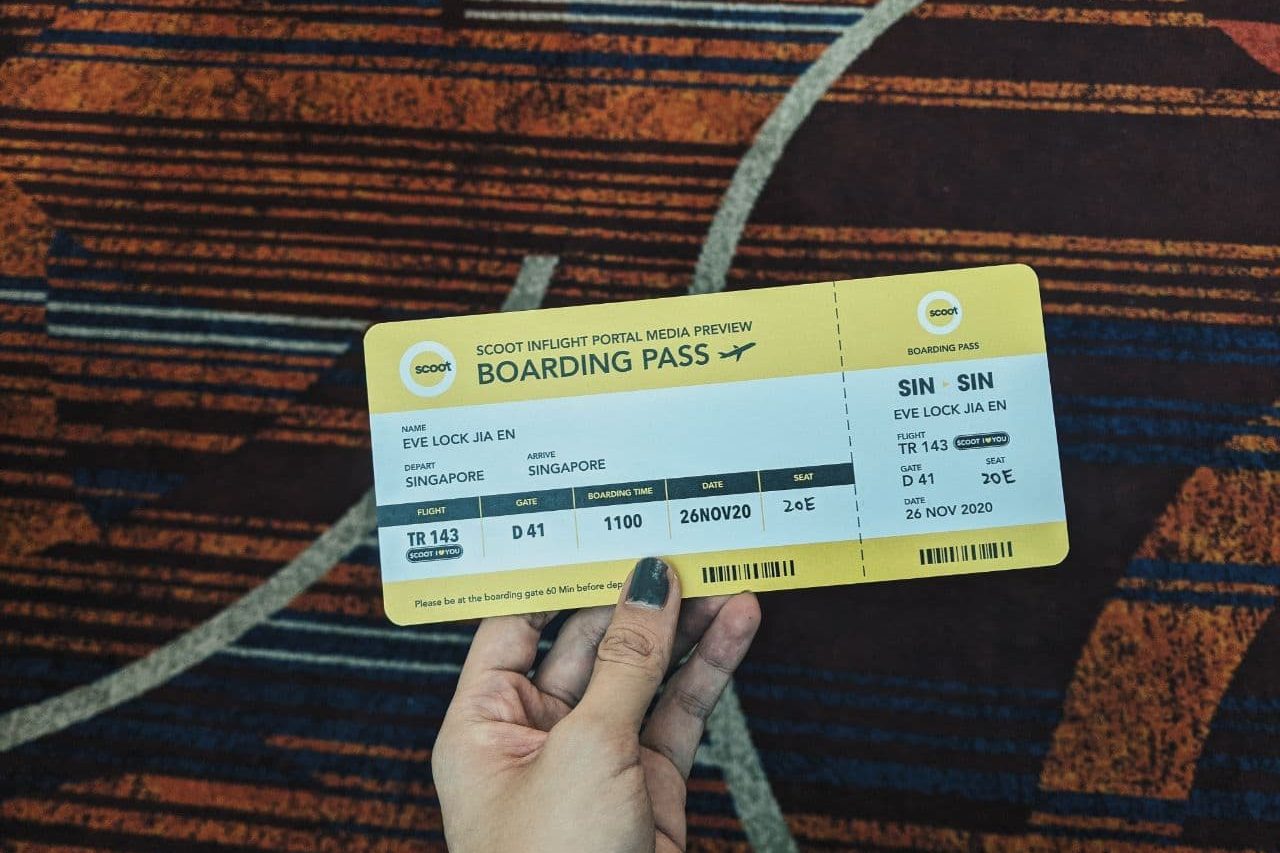 scoot
SCOOT INFLIGHT PORTAL MEDIA PREVIEW
BOARDING PASS
NAME
EVE LOCK JIA EN
DEPART ARRIVE
SINGAPORE SINGAPORE
FLIGHT GATE BOARDING TIME DATE SEAT
TR 143 D 41 1100 26NOV20 20E
SCOOT I YOU
Please be at the boarding gate 60 Min before
scoot
BOARDING PASS
SIN SIN
EVE LOCK JIA EN
FLIGHT
TR 143 SCOOT I YOU
GATE SEAT
D 41 20E
DATE
26 NOV 2020